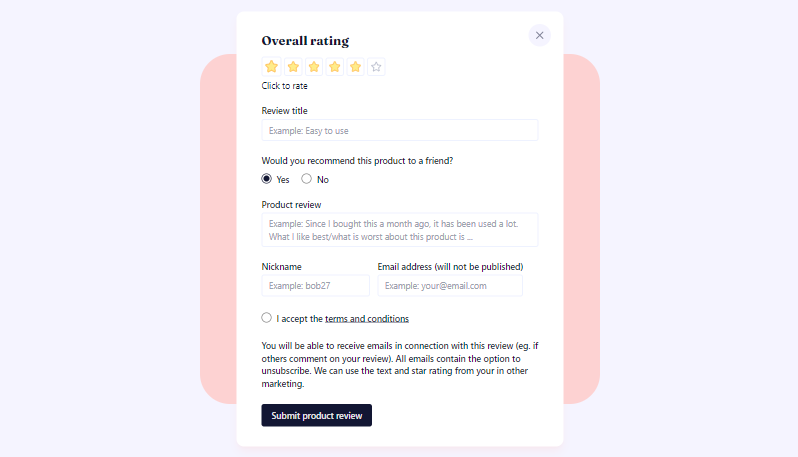 Overall rating
Click to rate
Review title
Example: Easy to use
Would you recommend this product to a friend?
Yes No
Product review
Example: Since I bought this a month ago, it has been used a lot.
What I like best/what is worst about this product is ...
Nickname Email address (will not be published)
Example: bob27 Example: your@email.com
I accept the terms and conditions
You will be able to receive emails in connection with this review (eg. if
others comment on your review). All emails contain the option to
unsubscribe. We can use the text and star rating from your in other
marketing.
Submit product review